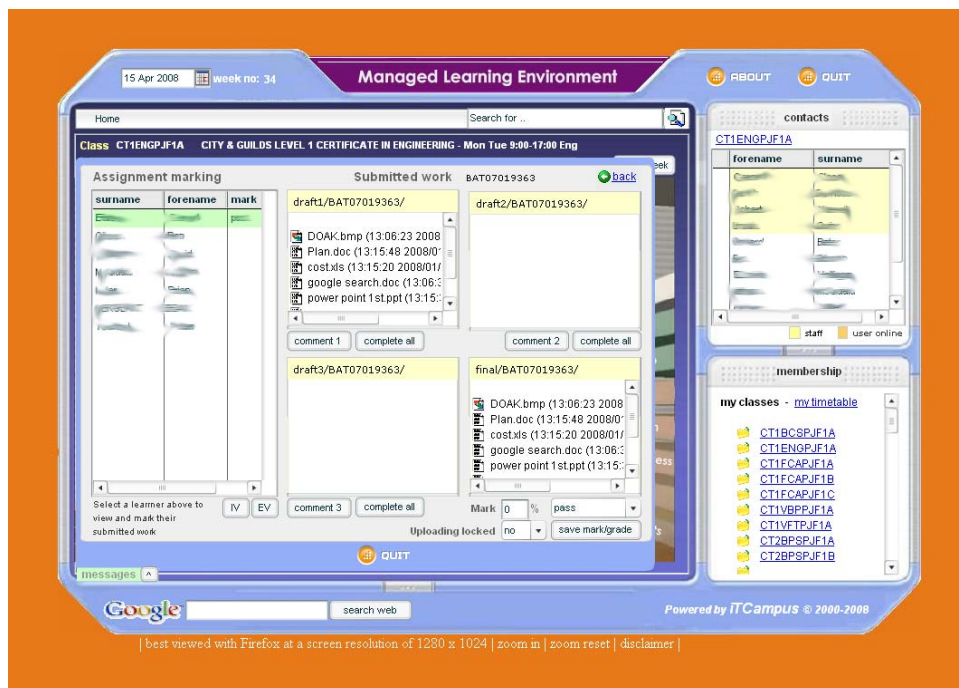 15 Apr 2008 week no: 34
Managed Learning Environment
ABOUT QUIT
Home
Search for ..
Class CT1ENGPJF1A CITY & GUILDS LEVEL 1 CERTIFICATE IN ENGINEERING - Mon Tue 9:00-17:00 Eng
eek
Assignment marking
Submitted work BAT07019363 back
surname forename mark
draft1/BAT07019363/
DOAK.bmp (13:06:23 2008
Plan.doc (13:15:48 2008/0
cost.xls (13:15:20 2008/01/
google search.doc (13:06:3
power point 1st.ppt (13:15:
comment 1 complete all
draft2/BAT07019363/
comment 2 complete all
draft3/BAT07019363/
comment 3 complete all
final/BAT07019363/
DOAK.bmp (13:06:23 2008
Plan.doc (13:15:48 2008/0
cost.xls (13:15:20 2008/01/
google search.doc (13:06:
power point 1st.ppt (13:15:
Mark 0 % pass
Uploading locked no save mark/grade
Select a learner above to
view and mark their
submitted work
IV EV
ess
's
QUIT
messages ^
contacts
CT1ENGPJF1A
forename surname
staff user online
membership
my classes - my timetable
CT1BCSPJF1A
CT1ENGPJF1A
CT1FCAPJF1A
CT1FCAPJF1B
CT1FCAPJF1C
CT1VBPPJF1A
CT1VFTPJF1A
CT2BPSPJF1A
CT2BPSPJF1B
Google search web
Powered by iTCampus © 2000-2008
| best viewed with Firefox at a screen resolution of 1280 x 1024 | zoom in | zoom reset | disclaimer |